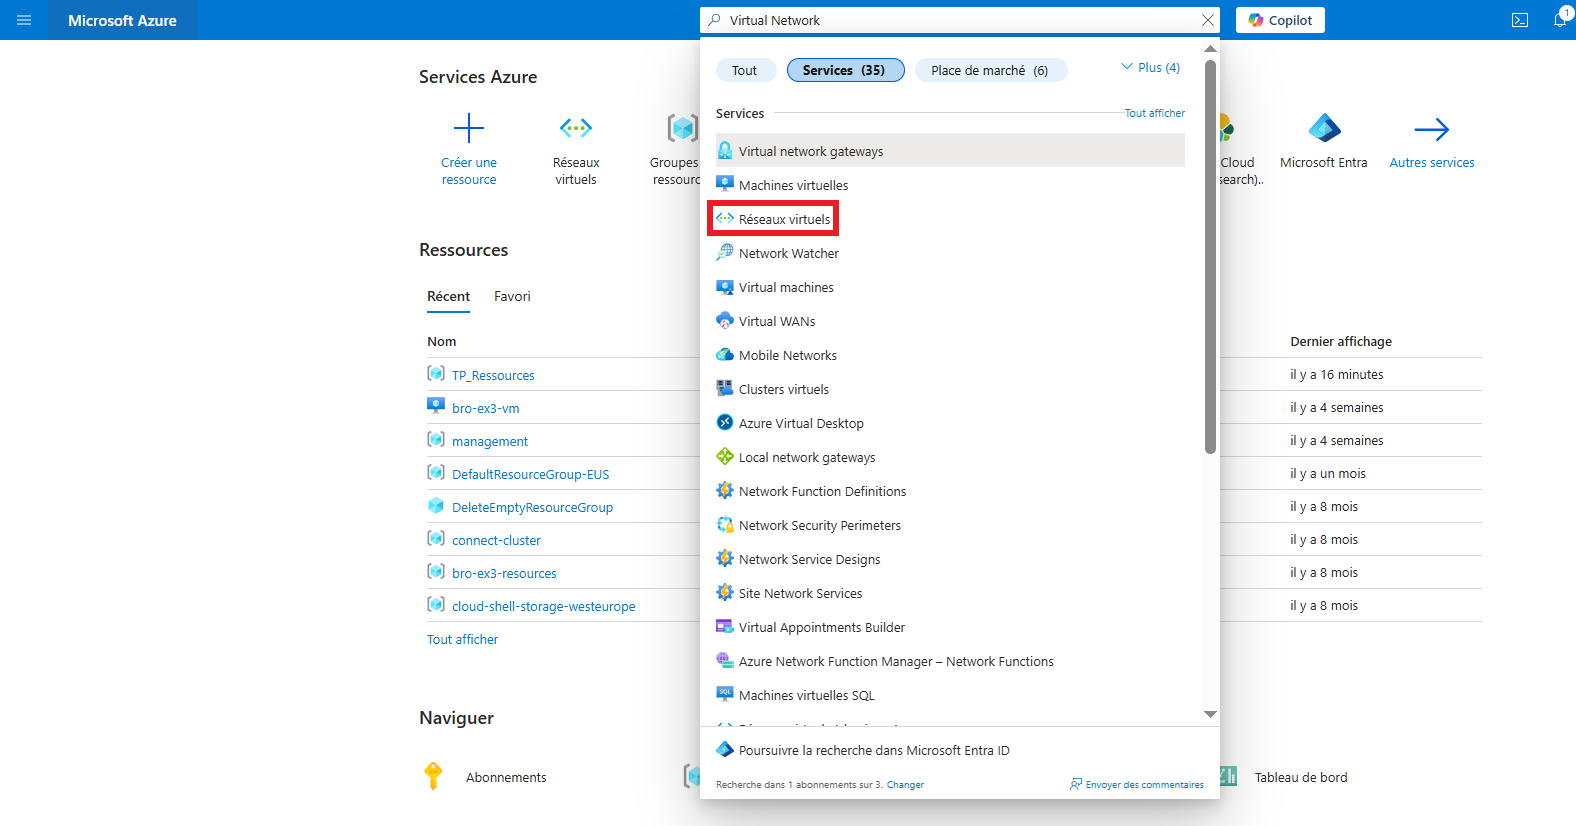 Microsoft Azure
Virtual Network
Copilot
1
Services Azure
Créer une
ressource
Réseaux
virtuels
Groupes
ressourc
Cloud
search)..
Microsoft Entra
Autres services
Tout
Services (35)
Place de marché (6)
Plus (4)
Services
Tout afficher
Virtual network gateways
Machines virtuelles
Réseaux virtuels
Network Watcher
Virtual machines
Virtual WANs
Mobile Networks
Clusters virtuels
Azure Virtual Desktop
Local network gateways
Network Function Definitions
Network Security Perimeters
Network Service Designs
Site Network Services
Virtual Appointments Builder
Azure Network Function Manager – Network Functions
SQL
Machines virtuelles SQL
Poursuivre la recherche dans Microsoft Entra ID
Recherche dans 1 abonnements sur 3. Changer
Envoyer des commentaires
Ressources
Récent
Favori
Nom
Dernier affichage
TP_Ressources
il y a 16 minutes
bro-ex3-vm
il y a 4 semaines
management
il y a 4 semaines
DefaultResourceGroup-EUS
il y a un mois
DeleteEmptyResourceGroup
il y a 8 mois
connect-cluster
il y a 8 mois
bro-ex3-resources
il y a 8 mois
cloud-shell-storage-westeurope
il y a 8 mois
Tout afficher
Naviguer
Abonnements
Tableau de bord